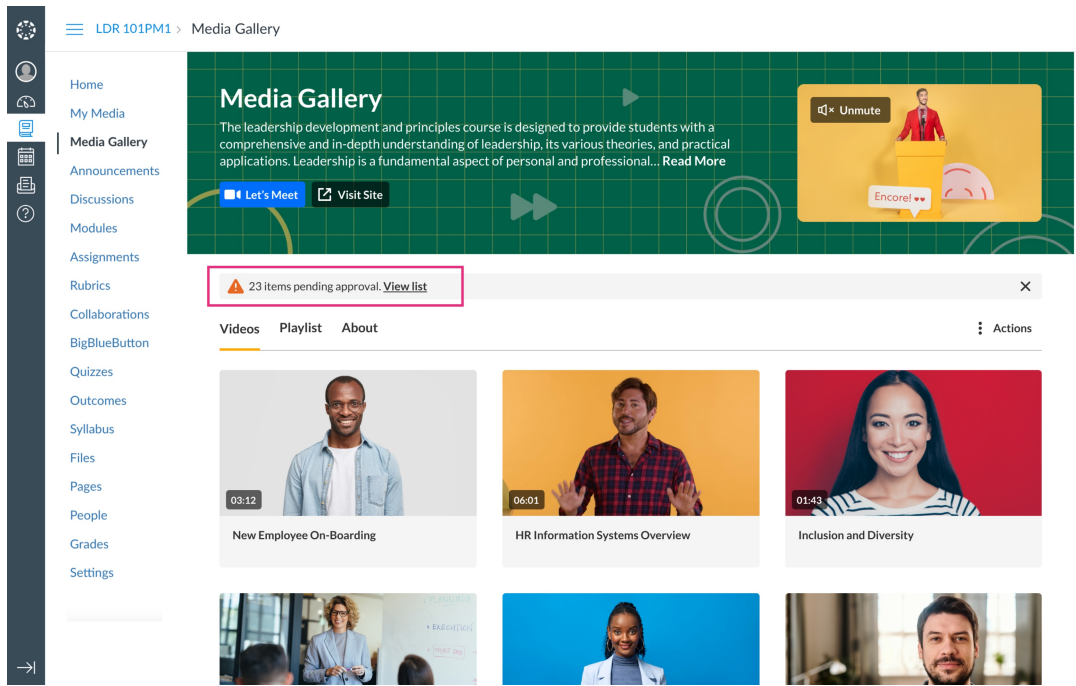 LDR 101PM1 > Media Gallery
Home
My Media
Media Gallery
Announcements
Discussions
Modules
Assignments
Rubrics
Collaborations
BigBlueButton
Quizzes
Outcomes
Syllabus
Files
Pages
People
Grades
Settings
Media Gallery
The leadership development and principles course is designed to provide students with a
comprehensive and in-depth understanding of leadership, its various theories, and practical
applications. Leadership is a fundamental aspect of personal and professional... Read More
Let's Meet
Visit Site
Unmute
Encore!
23 items pending approval. View list
Videos Playlist About
Actions
03:12
New Employee On-Boarding
06:01
HR Information Systems Overview
01:43
Inclusion and Diversity
EXECUTION